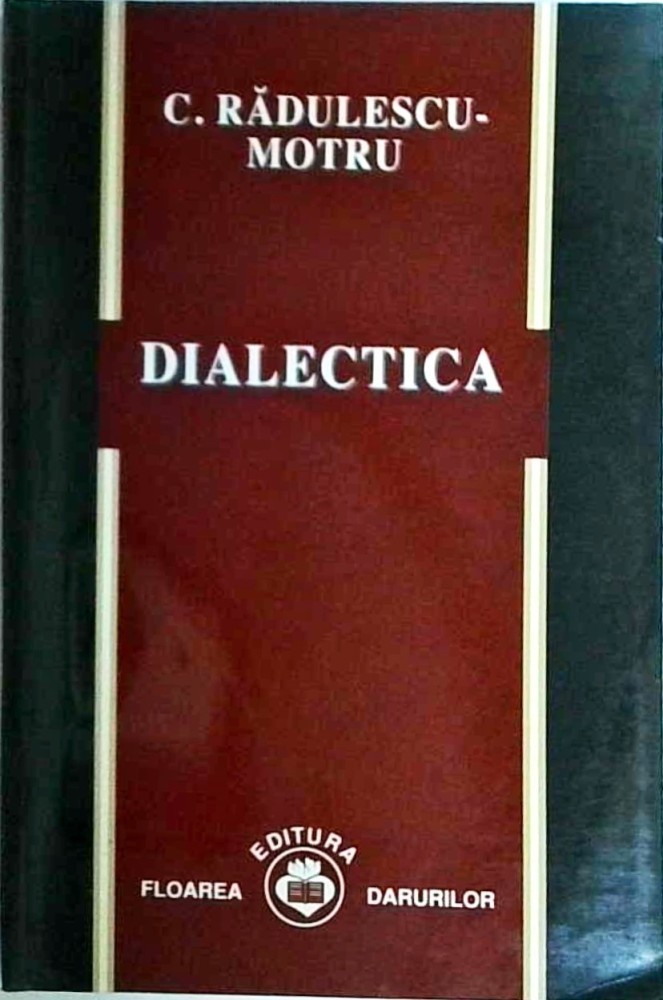 C. RĂDULESCU-
MOTRU
DIALECTICA
EDITURA
FLOAREA DARURILOR